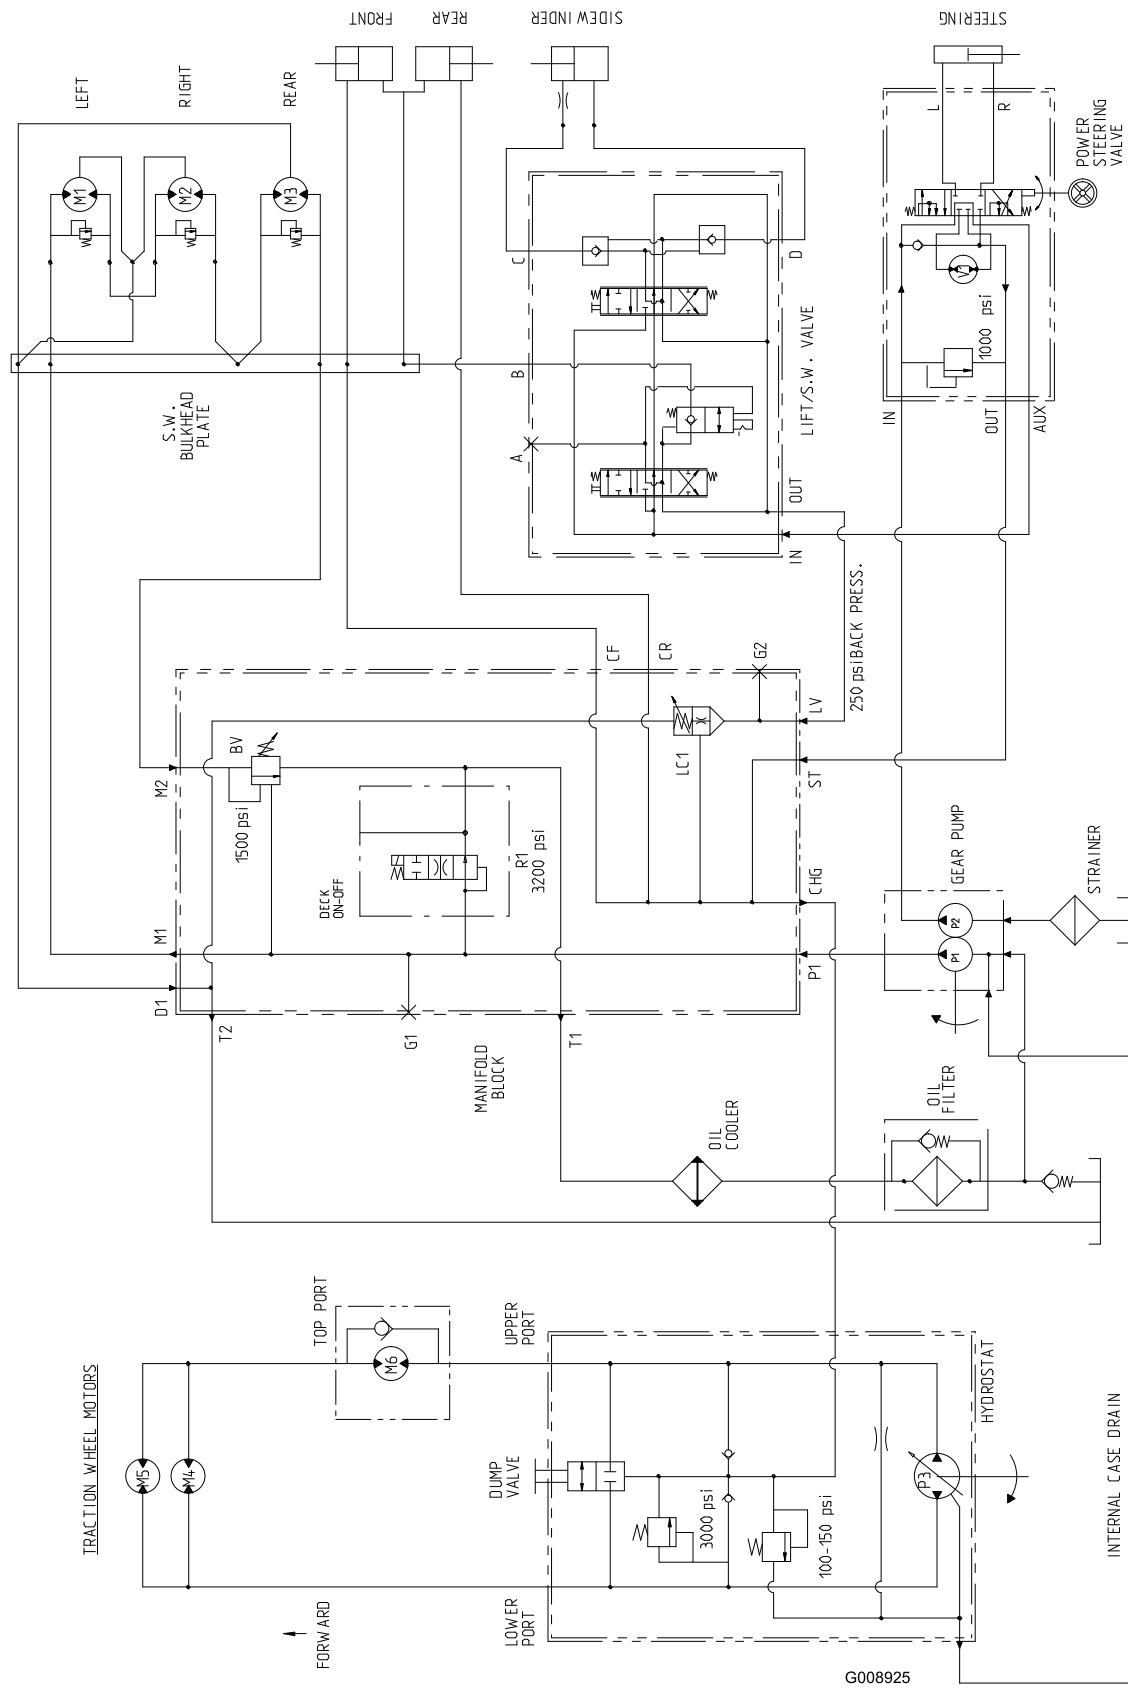 FRONT
REAR
SIDEWINDER
STEERING
LEFT
RIGHT
REAR
M1
M2
M3
L
R
POWER
STEERING
VALVE
V1
1000 psi
IN
OUT
AUX
C
D
B
A
LIFT/S.W. VALVE
OUT
IN
S.W.
BULKHEAD
PLATE
250 psi BACK PRESS.
CF
CR
G2
LV
ST
CHG
P1
LC1
M2
BV
1500 psi
DECK
ON-OFF
R1
3200 psi
M1
D1
T2
G1
T1
MANIFOLD
BLOCK
GEAR PUMP
P2
P1
STRAINER
OIL
COOLER
OIL
FILTER
TRACTION WHEEL MOTORS
M5
M4
TOP PORT
M6
UPPER
PORT
DUMP
VALVE
LOWER
PORT
3000 psi
100-150 psi
P3
HYDROSTAT
INTERNAL CASE DRAIN
FORWARD
G008925